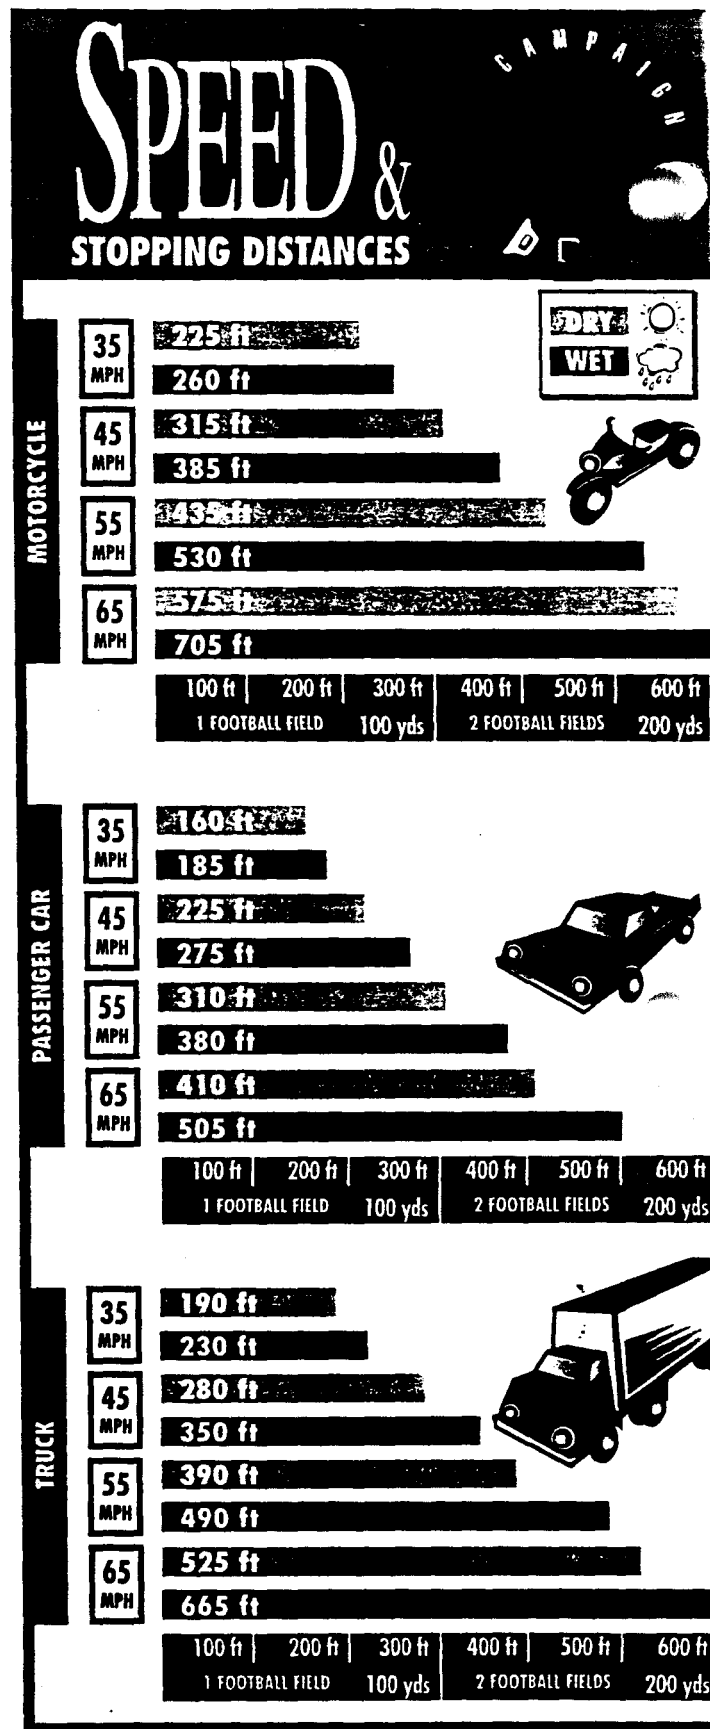 CAMPAIGN
SPEED &
STOPPING DISTANCES
DRY
WET
MOTORCYCLE
35 MPH
225 ft
260 ft
45 MPH
315 ft
385 ft
55 MPH
435 ft
530 ft
65 MPH
575 ft
705 ft
100 ft 200 ft 300 ft 400 ft 500 ft 600 ft
1 FOOTBALL FIELD 100 yds 2 FOOTBALL FIELDS 200 yds
PASSENGER CAR
35 MPH
160 ft
185 ft
45 MPH
225 ft
275 ft
55 MPH
310 ft
380 ft
65 MPH
410 ft
505 ft
100 ft 200 ft 300 ft 400 ft 500 ft 600 ft
1 FOOTBALL FIELD 100 yds 2 FOOTBALL FIELDS 200 yds
TRUCK
35 MPH
190 ft
230 ft
45 MPH
280 ft
350 ft
55 MPH
390 ft
490 ft
65 MPH
525 ft
665 ft
100 ft 200 ft 300 ft 400 ft 500 ft 600 ft
1 FOOTBALL FIELD 100 yds 2 FOOTBALL FIELDS 200 yds